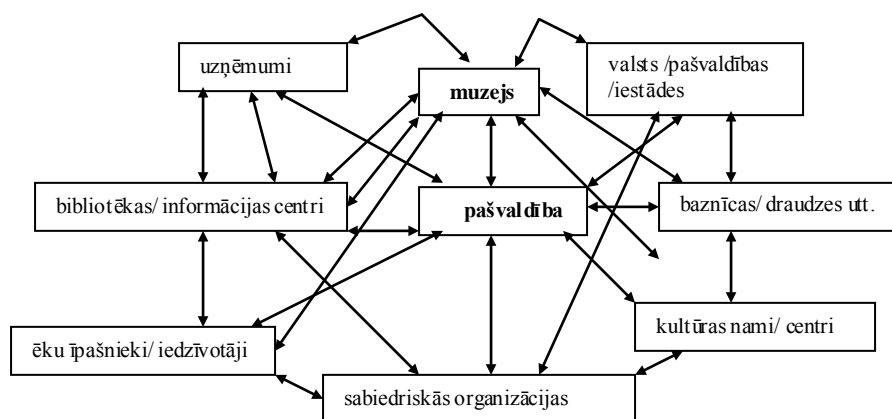 uzņēmumi
valsts /pašvaldības
/iestādes
muzejs
bibliotēkas/ informācijas centri
pašvaldība
baznīcas/ draudzes utt.
kultūras nami/ centri
ēku īpašnieki/ iedzīvotāji
sabiedriskās organizācijas